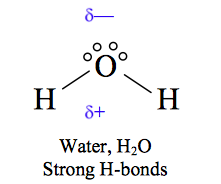 δ—
O
H H
δ+
Water, H₂O
Strong H-bonds